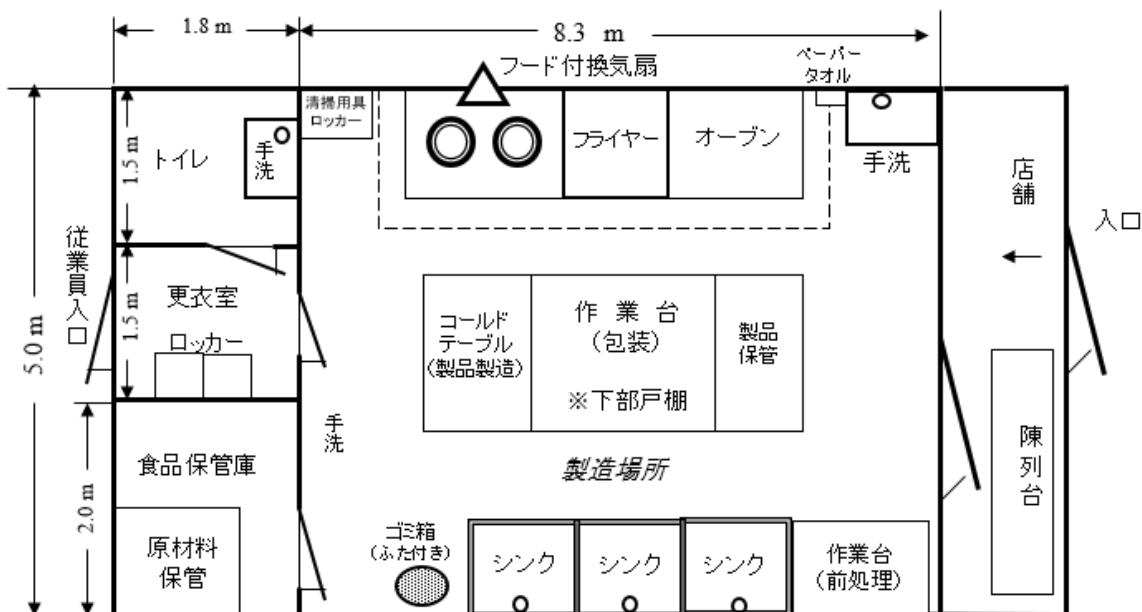 1.8 m
8.3 m
フード付換気扇
ペーパー
タオル
清掃用具
ロッカー
トイレ
手洗
フライヤー
オーブン
手洗
店舗
入口
1.5 m
従業員入口
更衣室
ロッカー
1.5 m
5.0 m
コールド
テーブル
(製品製造)
作業台
(包装)
※下部戸棚
製品
保管
手洗
製造場所
陳列台
食品保管庫
2.0 m
原材料
保管
ゴミ箱
(ふた付き)
シンク
シンク
シンク
作業台
(前処理)